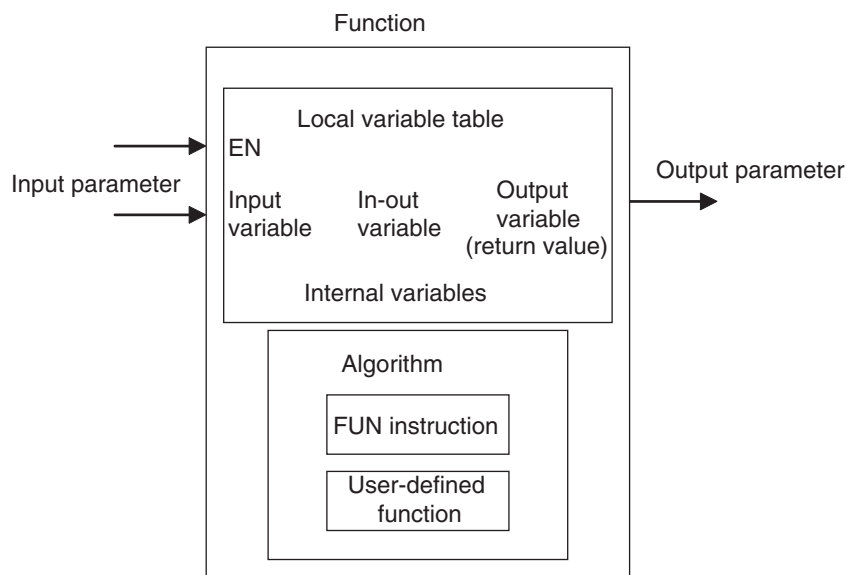 Function
Local variable table
EN
Input parameter
Input
variable
In-out
variable
Output
variable
(return value)
Output parameter
Internal variables
Algorithm
FUN instruction
User-defined
function